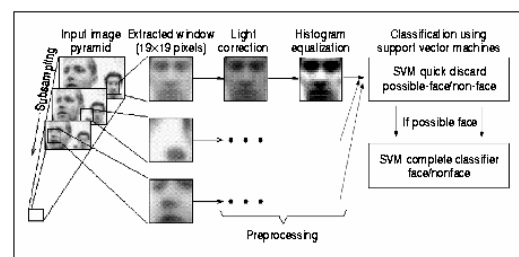 Input image
pyramid
Extracted window
(19×19 pixels)
Light
correction
Histogram
equalization
Classification using
support vector machines
Subsampling
SVM quick discard
possible-face/non-face
If possible face
SVM complete classifier
face/nonface
Preprocessing